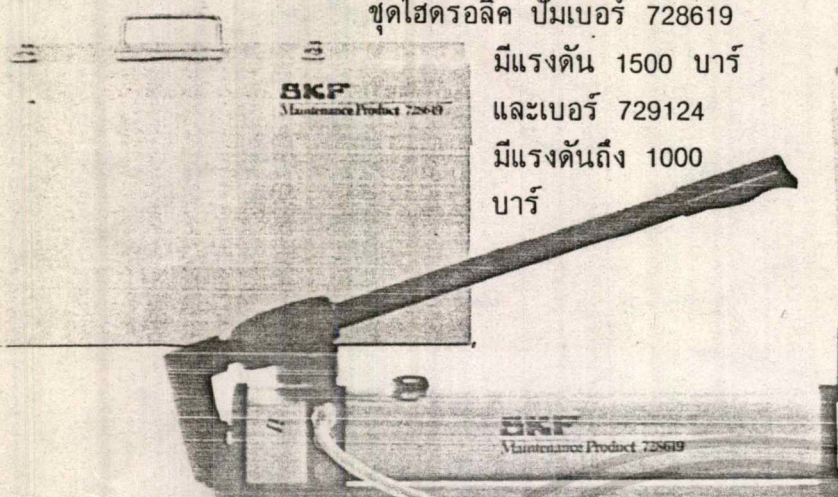 ชุดไฮดรอลิค ปั๊มเบอร์ 728619
มีแรงดัน 1500 บาร์
และเบอร์ 729124
มีแรงดันถึง 1000
บาร์
SKF
Maintenance Product 728619
SKF
Maintenance Product 728619